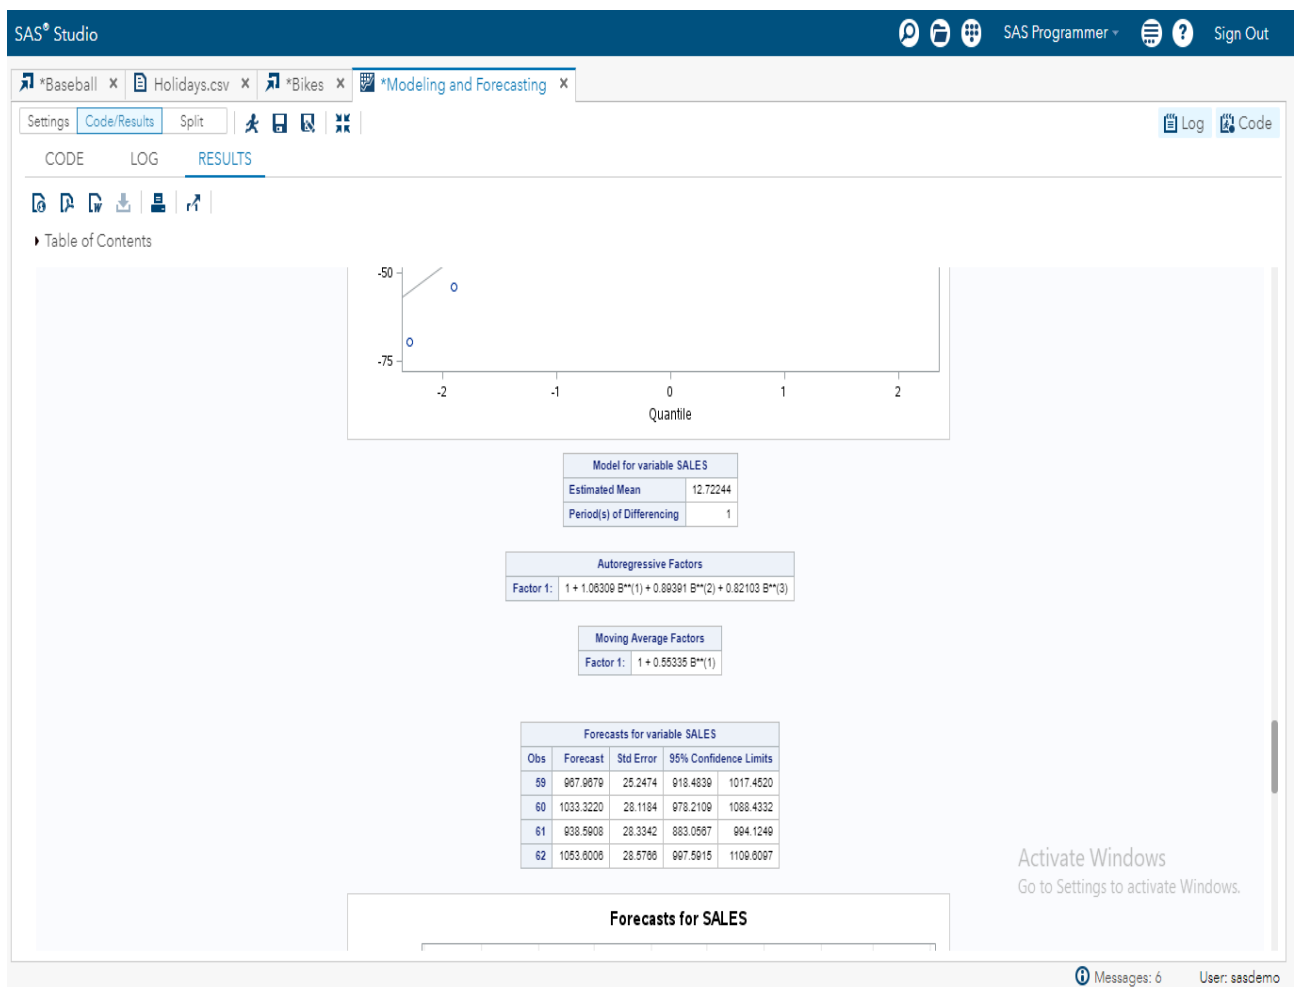 SAS® Studio
SAS Programmer
Sign Out
*Baseball
Holidays.csv
*Bikes
*Modeling and Forecasting
Settings
Code/Results
Split
Log
Code
CODE
LOG
RESULTS
Table of Contents
-50
-75
-2 -1 0 1 2
Quantile
Model for variable SALES
Estimated Mean 12.72244
Period(s) of Differencing 1
Autoregressive Factors
Factor 1: 1 + 1.06309 B**(1) + 0.89391 B**(2) + 0.82103 B**(3)
Moving Average Factors
Factor 1: 1 + 0.55335 B**(1)
Forecasts for variable SALES
Obs Forecast Std Error 95% Confidence Limits
59 967.9679 25.2474 918.4839 1017.4520
60 1033.3220 28.1184 978.2109 1088.4332
61 938.5908 28.3342 883.0567 994.1249
62 1053.6006 28.5766 997.5915 1109.6097
Activate Windows
Go to Settings to activate Windows.
Forecasts for SALES
Messages: 6
User: sasdemo